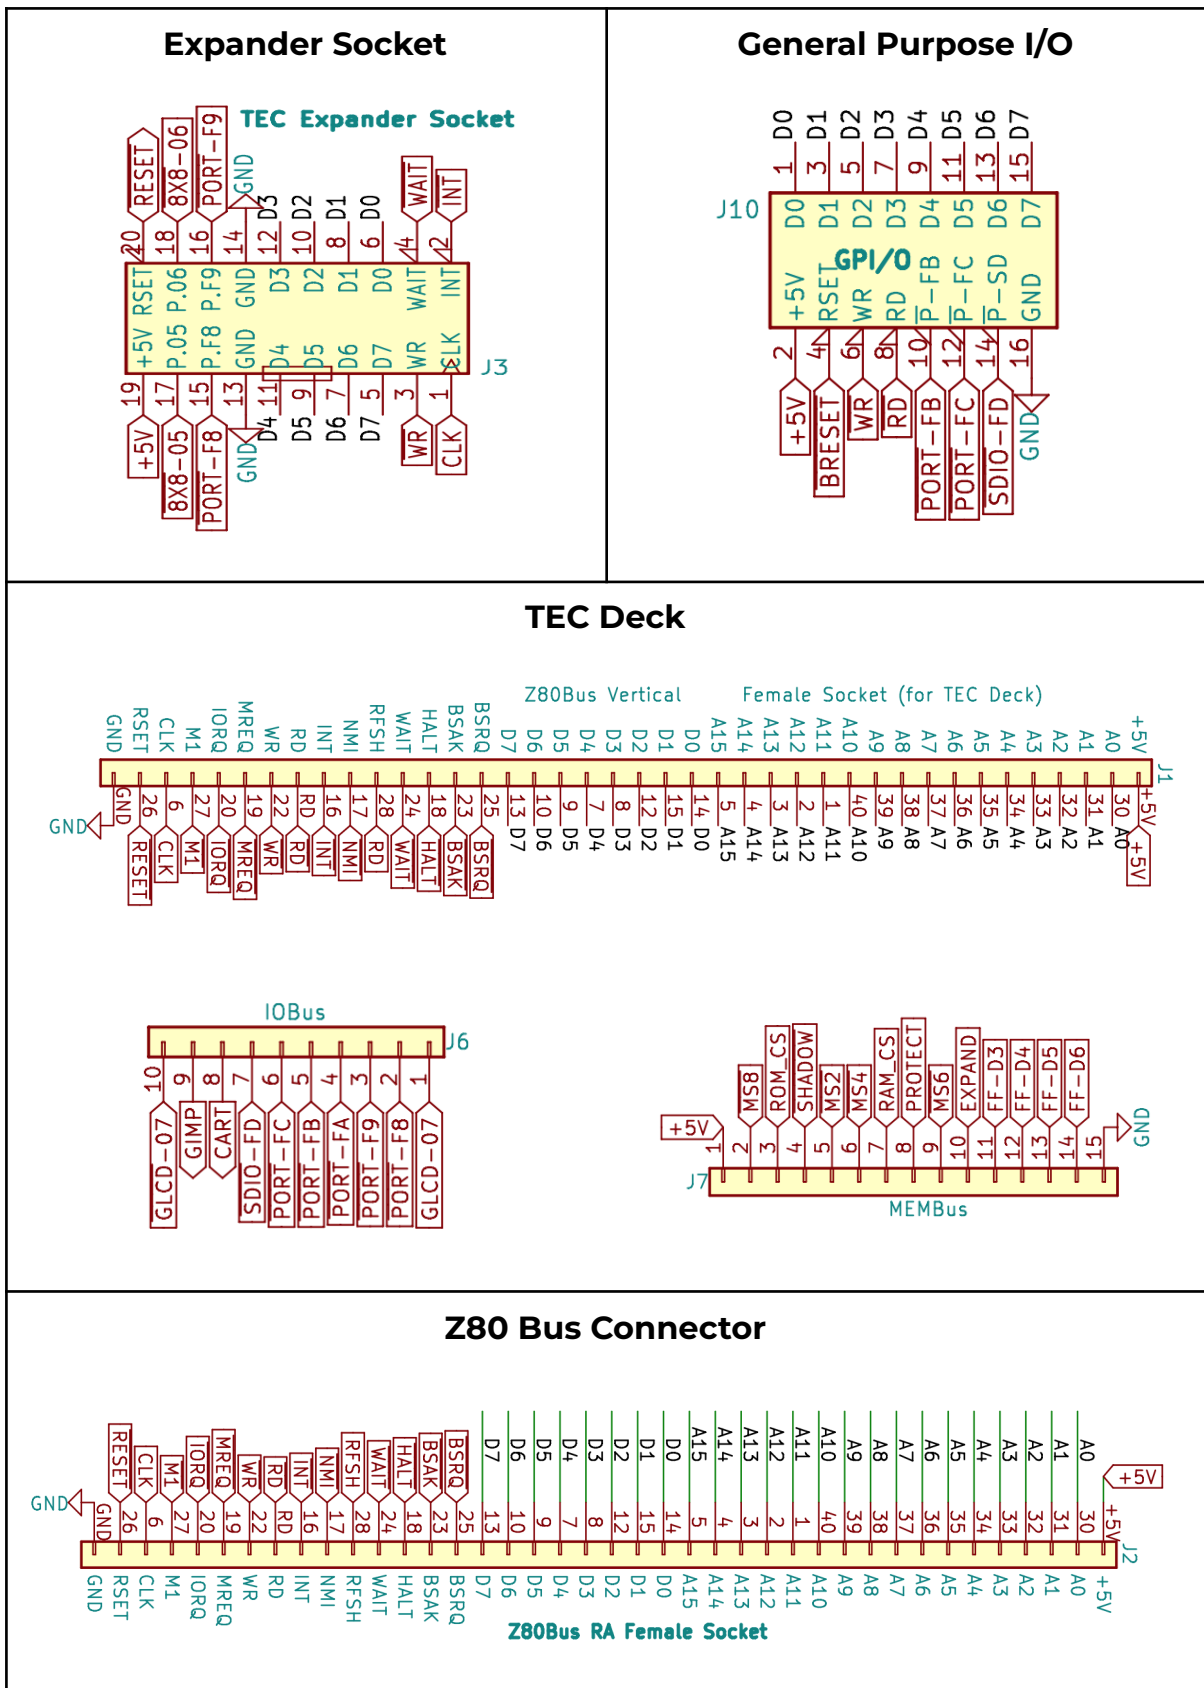 Expander Socket
TEC Expander Socket
RESET 8X8-06 PORT-F9 GND D3 D2 D1 D0 WAIT INT
20 18 16 14 12 10 8 6 4 2
RSET P.06 P.F9 GND D3 D2 D1 D0 WAIT INT
+5V P.05 P.F8 GND D4 D5 D6 D7 WR CLK
J3
19 17 15 13 11 9 7 5 3 1
+5V 8X8-05 PORT-F8 GND D4 D5 D6 D7 WR CLK
General Purpose I/O
D0 D1 D2 D3 D4 D5 D6 D7
1 3 5 7 9 11 13 15
J10
D0 D1 D2 D3 D4 D5 D6 D7
GPI/O
+5V RSET WR RD P-FB P-FC P-SD GND
2 4 6 8 10 12 14 16
+5V BRESET WR RD PORT-FB PORT-FC SDIO-FD GND
TEC Deck
Z80Bus Vertical Female Socket (for TEC Deck)
GND RSET CLK M1 IORQ MREQ WR RD INT NMI RFSH WAIT HALT BSAK BSRQ D7 D6 D5 D4 D3 D2 D1 D0 A15 A14 A13 A12 A11 A10 A9 A8 A7 A6 A5 A4 A3 A2 A1 A0 +5V
J1
GND 26 6 27 20 19 22 RD 16 17 28 24 18 23 25 13 10 9 7 8 12 15 14 5 4 3 2 1 40 39 38 37 36 35 34 33 32 31 30 +5V
GND RESET CLK M1 IORQ MREQ WR RD INT NMI RD WAIT HALT BSAK BSRQ D7 D6 D5 D4 D3 D2 D1 D0 A15 A14 A13 A12 A11 A10 A9 A8 A7 A6 A5 A4 A3 A2 A1 A0 +5V
IOBus
J6
10 9 8 7 6 5 4 3 2 1
GLCD-07 GIMP CART SDIO-FD PORT-FC PORT-FB PORT-FA PORT-F9 PORT-F8 GLCD-07
+5V MS8 ROM_CS SHADOW MS2 MS4 RAM_CS PROTECT MS6 EXPAND FF-D3 FF-D4 FF-D5 FF-D6 GND
1 2 3 4 5 6 7 8 9 10 11 12 13 14 15
J7
MEMBus
Z80 Bus Connector
GND RESET CLK M1 IORQ MREQ WR RD INT NMI RFSH WAIT HALT BSAK BSRQ D7 D6 D5 D4 D3 D2 D1 D0 A15 A14 A13 A12 A11 A10 A9 A8 A7 A6 A5 A4 A3 A2 A1 A0 +5V
GND 26 6 27 20 19 22 RD 16 17 28 24 18 23 25 13 10 9 7 8 12 15 14 5 4 3 2 1 40 39 38 37 36 35 34 33 32 31 30 +5V
J2
GND RSET CLK M1 IORQ MREQ WR RD INT NMI RFSH WAIT HALT BSAK BSRQ D7 D6 D5 D4 D3 D2 D1 D0 A15 A14 A13 A12 A11 A10 A9 A8 A7 A6 A5 A4 A3 A2 A1 A0 +5V
Z80Bus RA Female Socket